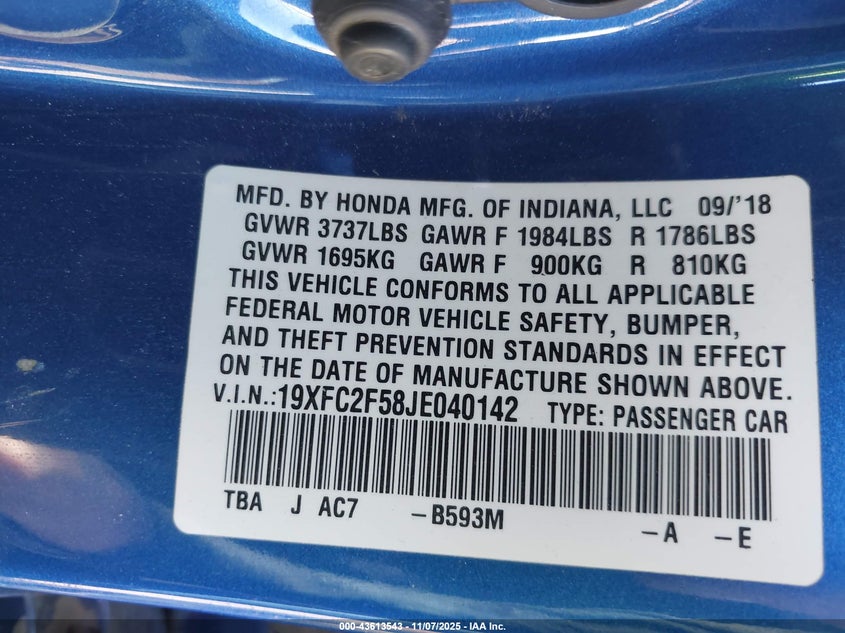 MFD. BY HONDA MFG. OF INDIANA, LLC 09/'18
GVWR 3737LBS GAWR F 1984LBS R 1786LBS
GVWR 1695KG GAWR F 900KG R 810KG
THIS VEHICLE CONFORMS TO ALL APPLICABLE
FEDERAL MOTOR VEHICLE SAFETY, BUMPER,
AND THEFT PREVENTION STANDARDS IN EFFECT
ON THE DATE OF MANUFACTURE SHOWN ABOVE.
V.I.N.:19XFC2F58JE040142 TYPE: PASSENGER CAR
TBA J AC7 -B593M -A -E
000-43613543 - 11/07/2025 - IAA Inc.